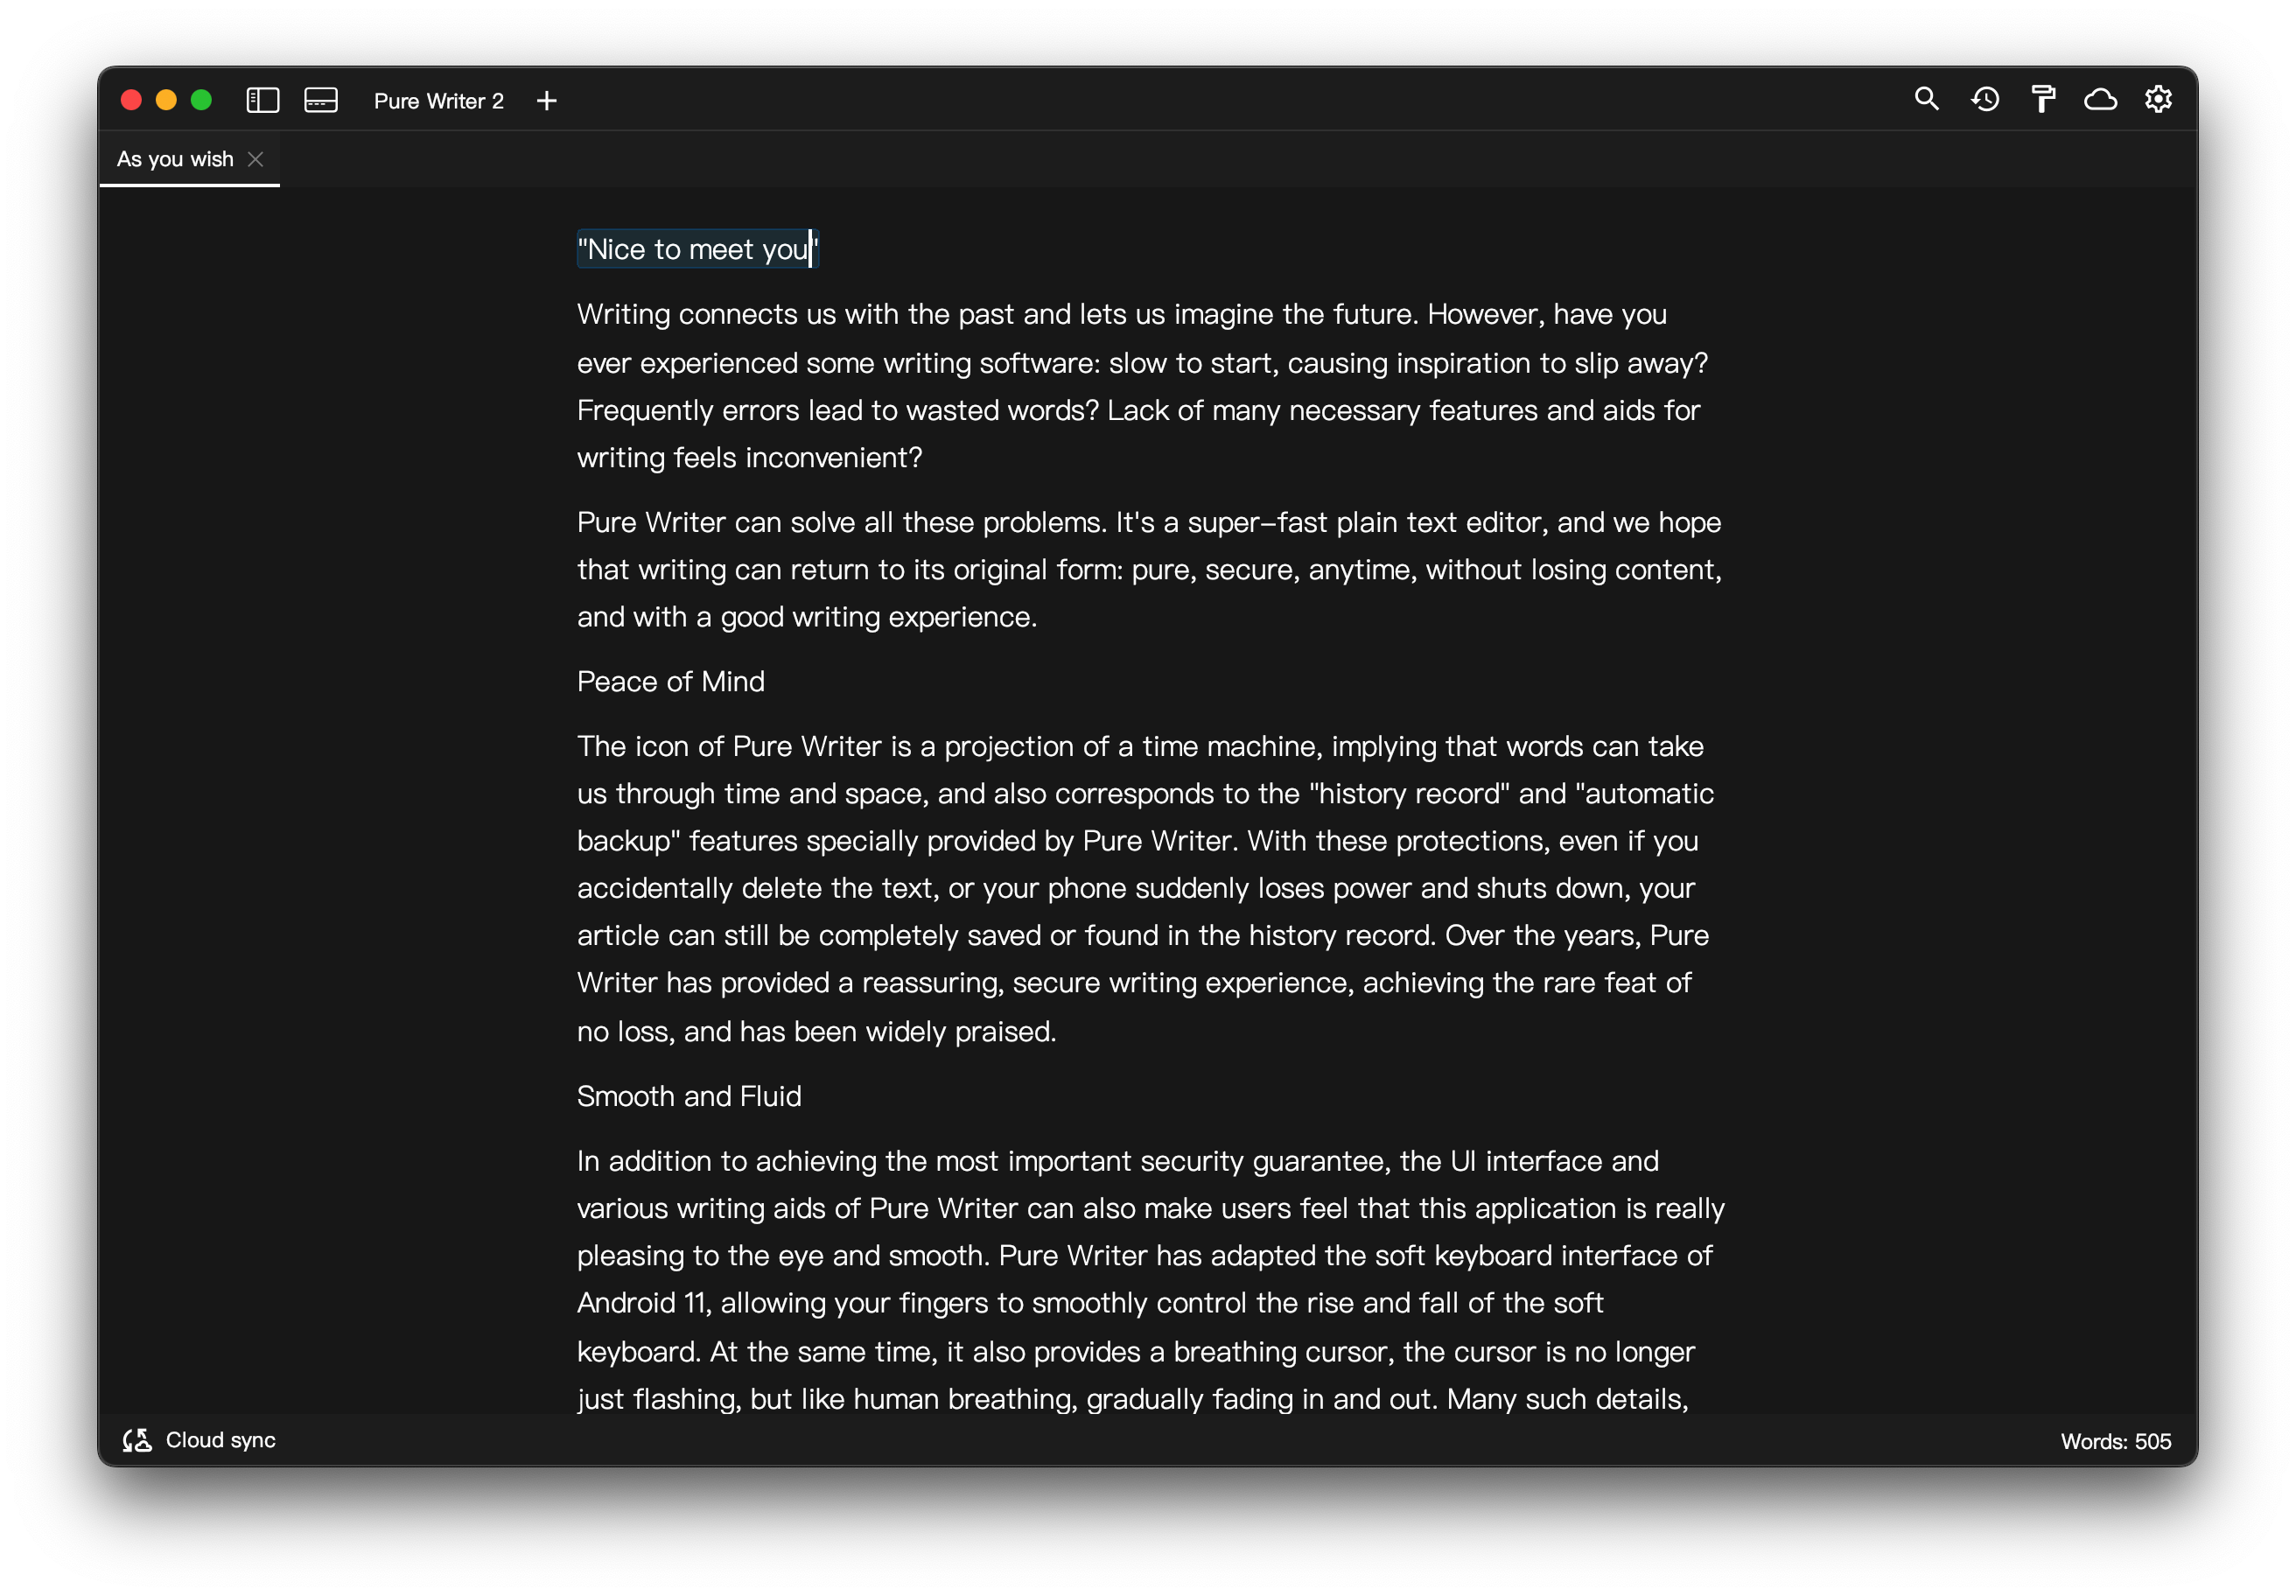 Pure Writer 2
As you wish
"Nice to meet you"
Writing connects us with the past and lets us imagine the future. However, have you
ever experienced some writing software: slow to start, causing inspiration to slip away?
Frequently errors lead to wasted words? Lack of many necessary features and aids for
writing feels inconvenient?
Pure Writer can solve all these problems. It's a super–fast plain text editor, and we hope
that writing can return to its original form: pure, secure, anytime, without losing content,
and with a good writing experience.
Peace of Mind
The icon of Pure Writer is a projection of a time machine, implying that words can take
us through time and space, and also corresponds to the "history record" and "automatic
backup" features specially provided by Pure Writer. With these protections, even if you
accidentally delete the text, or your phone suddenly loses power and shuts down, your
article can still be completely saved or found in the history record. Over the years, Pure
Writer has provided a reassuring, secure writing experience, achieving the rare feat of
no loss, and has been widely praised.
Smooth and Fluid
In addition to achieving the most important security guarantee, the UI interface and
various writing aids of Pure Writer can also make users feel that this application is really
pleasing to the eye and smooth. Pure Writer has adapted the soft keyboard interface of
Android 11, allowing your fingers to smoothly control the rise and fall of the soft
keyboard. At the same time, it also provides a breathing cursor, the cursor is no longer
just flashing, but like human breathing, gradually fading in and out. Many such details,
Cloud sync
Words: 505